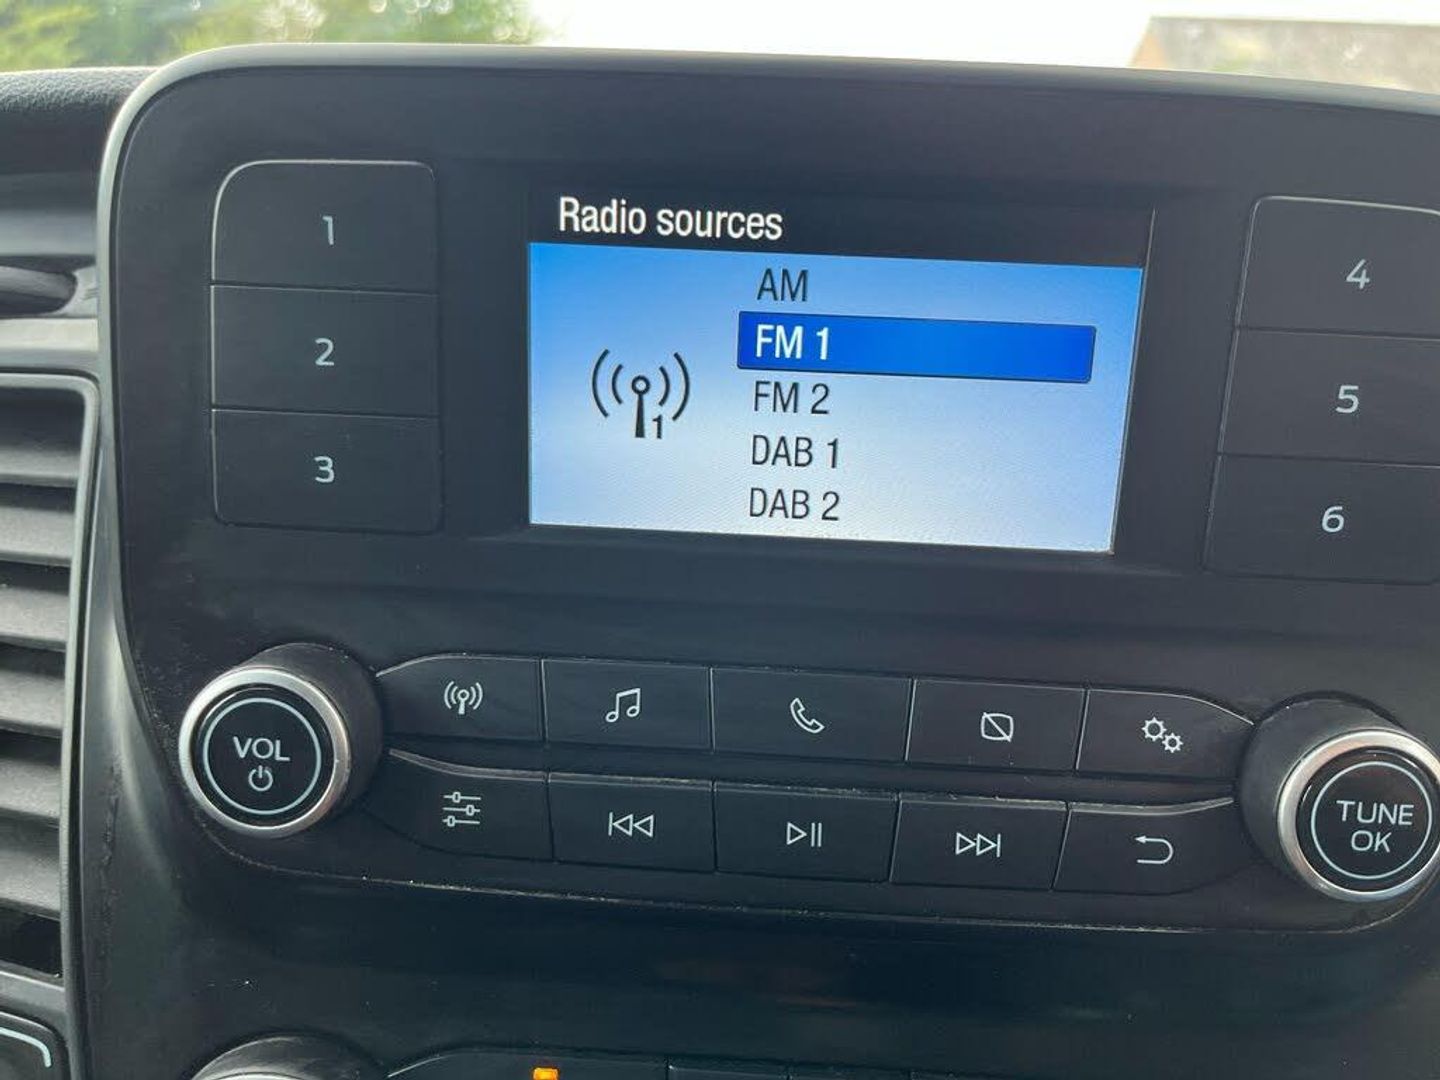 Radio sources
AM
FM 1
FM 2
DAB 1
DAB 2
1
1
2
3
4
5
6
VOL
TUNE
OK